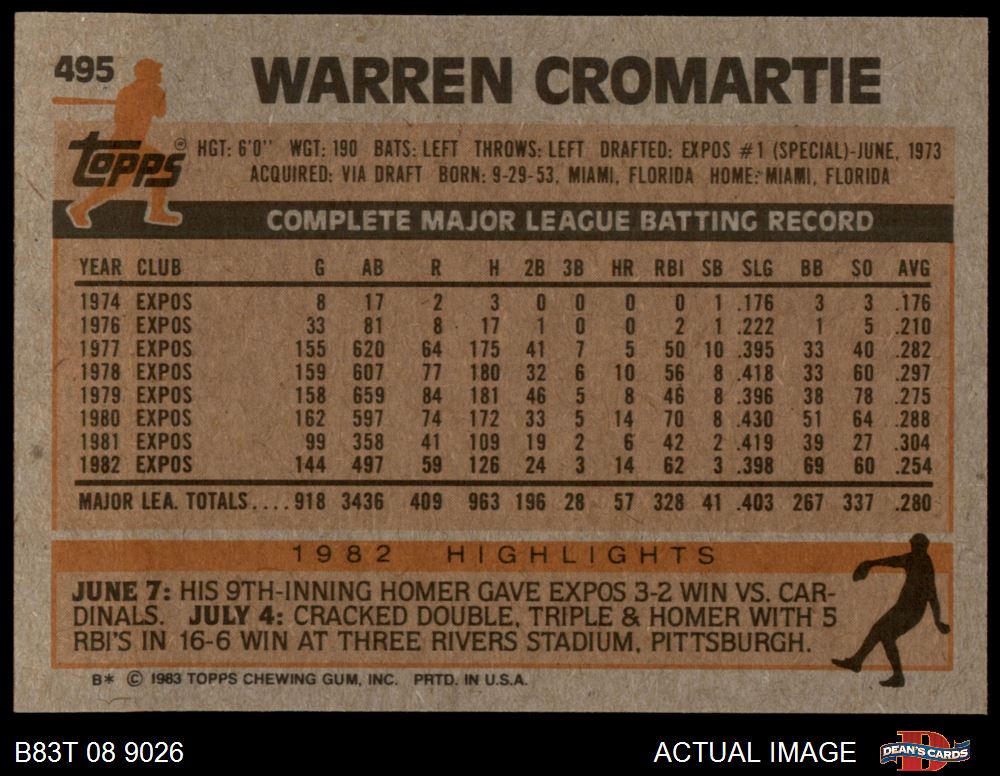 495
WARREN CROMARTIE
topps®
HGT: 6'0" WGT: 190 BATS: LEFT THROWS: LEFT DRAFTED: EXPOS #1 (SPECIAL)-JUNE, 1973
ACQUIRED: VIA DRAFT BORN: 9-29-53, MIAMI, FLORIDA HOME: MIAMI, FLORIDA
COMPLETE MAJOR LEAGUE BATTING RECORD
YEAR CLUB G AB R H 2B 3B HR RBI SB SLG BB SO AVG
1974 EXPOS 8 17 2 3 0 0 0 0 1 .176 3 3 .176
1976 EXPOS 33 81 8 17 1 0 0 2 1 .222 1 5 .210
1977 EXPOS 155 620 64 175 41 7 5 50 10 .395 33 40 .282
1978 EXPOS 159 607 77 180 32 6 10 56 8 .418 33 60 .297
1979 EXPOS 158 659 84 181 46 5 8 46 8 .396 38 78 .275
1980 EXPOS 162 597 74 172 33 5 14 70 8 .430 51 64 .288
1981 EXPOS 99 358 41 109 19 2 6 42 2 .419 39 27 .304
1982 EXPOS 144 497 59 126 24 3 14 62 3 .398 69 60 .254
MAJOR LEA. TOTALS....918 3436 409 963 196 28 57 328 41 .403 267 337 .280
1982 HIGHLIGHTS
JUNE 7: HIS 9TH-INNING HOMER GAVE EXPOS 3-2 WIN VS. CAR-
DINALS. JULY 4: CRACKED DOUBLE, TRIPLE & HOMER WITH 5
RBI'S IN 16-6 WIN AT THREE RIVERS STADIUM, PITTSBURGH.
B* © 1983 TOPPS CHEWING GUM, INC. PRTD. IN U.S.A.
B83T 08 9026
ACTUAL IMAGE
D
DEAN'S CARDS